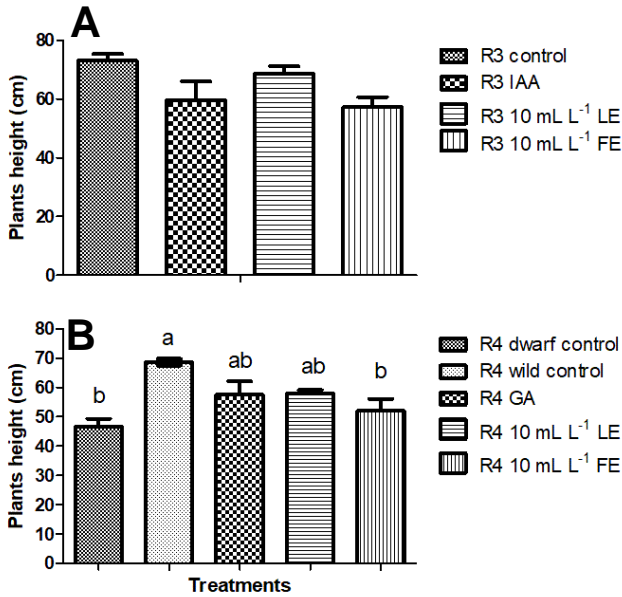 A
Plants height (cm)
80
60
40
20
0
R3 control
R3 IAA
R3 10 mL L⁻¹ LE
R3 10 mL L⁻¹ FE
B
Plants height (cm)
80
70
60
50
40
30
20
10
0
b
a
ab
ab
b
Treatments
R4 dwarf control
R4 wild control
R4 GA
R4 10 mL L⁻¹ LE
R4 10 mL L⁻¹ FE